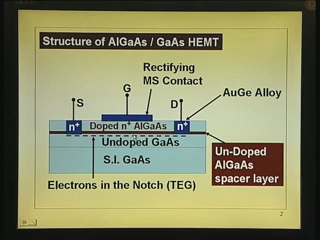 Structure of AlGaAs / GaAs HEMT
Rectifying
MS Contact
G
S
D
AuGe Alloy
n+
Doped n+ AlGaAs
n+
Undoped GaAs
S.I. GaAs
Un-Doped
AlGaAs
spacer layer
Electrons in the Notch (TEG)
2